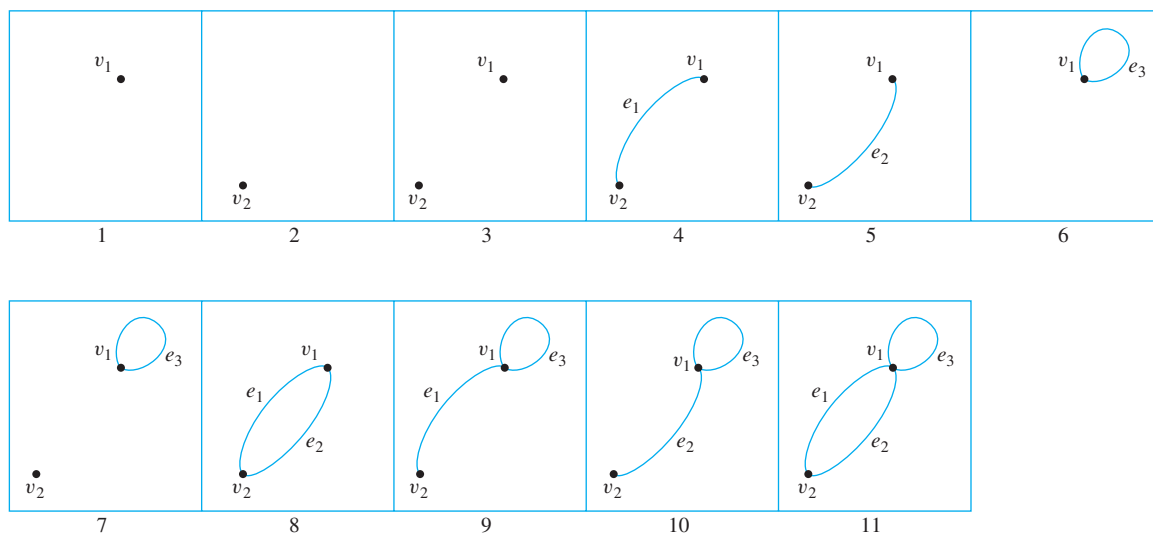 v1 v1 v1 v1 v1
e3
e1
e2
v2 v2 v2 v2
1 2 3 4 5 6
v1 e3 v1 v1 e3 v1 e3 v1 e3
e1 e1 e1
e2 e2 e2
v2 v2 v2 v2 v2
7 8 9 10 11